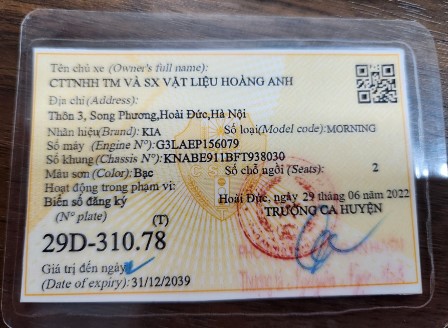 Tên chủ xe (Owner's full name):
CTTNHH TM VÀ SX VẬT LIỆU HOÀNG ANH
Địa chỉ (Address):
Thôn 3, Song Phương,Hoài Đức,Hà Nội
Nhãn hiệu(Brand): KIA Số loại(Model code):MORNING
Số máy (Engine N°):G3LAEP156079
Số khung(Chassis N°):KNABE911BFT938030
Màu sơn (Color): Bạc Số chỗ ngồi (Seats): 2
Hoạt động trong phạm vi:
Biển số đăng ký Hoài Đức, ngày 29 tháng 06 năm 2022
(N° plate) (T) TRƯỞNG CA HUYỆN
29D-310.78
Giá trị đến ngày
(Date of expiry): 31/12/2039